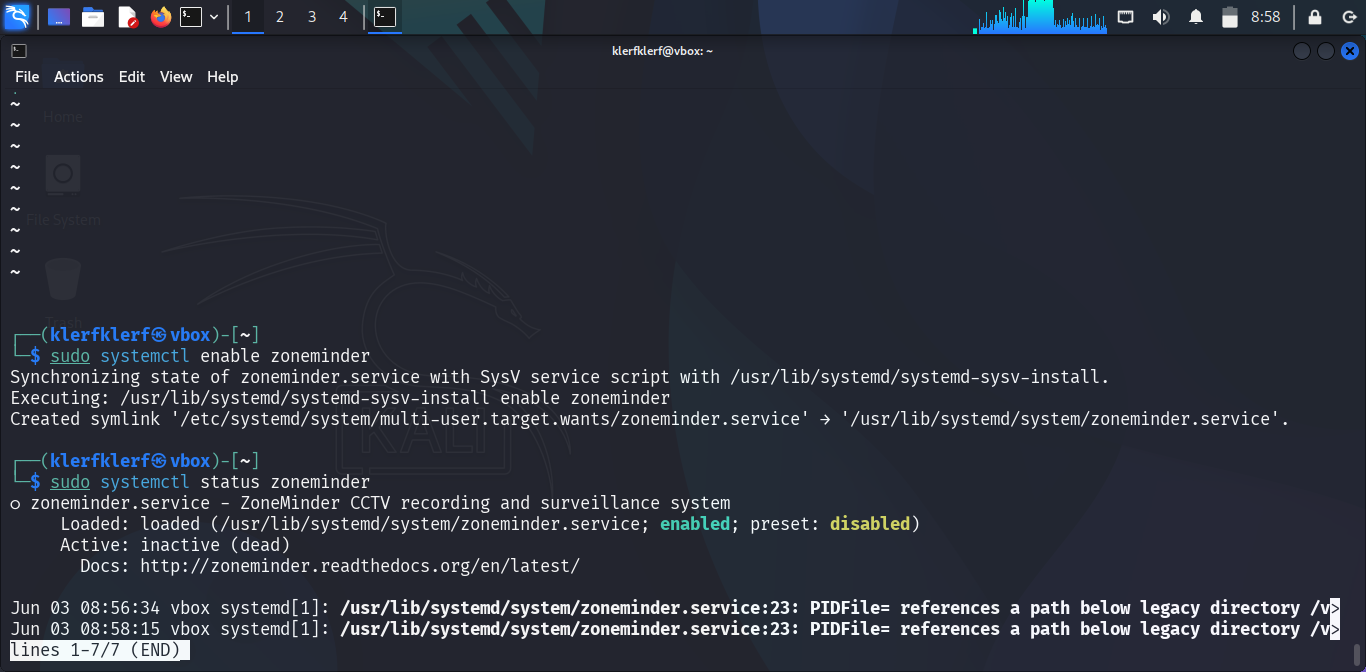 1 2 3 4 8:58
klerfklerf@vbox: ~
File Actions Edit View Help
~
~
Home
~
~
~
~
File System
~
~
~
Trash
┌──(klerfklerf㉿vbox)-[~]
└─$ sudo systemctl enable zoneminder
Synchronizing state of zoneminder.service with SysV service script with /usr/lib/systemd/systemd-sysv-install.
Executing: /usr/lib/systemd/systemd-sysv-install enable zoneminder
Created symlink '/etc/systemd/system/multi-user.target.wants/zoneminder.service' → '/usr/lib/systemd/system/zoneminder.service'.
KALI
┌──(klerfklerf㉿vbox)-[~]
└─$ sudo systemctl status zoneminder
○ zoneminder.service - ZoneMinder CCTV recording and surveillance system
Loaded: loaded (/usr/lib/systemd/system/zoneminder.service; enabled; preset: disabled)
Active: inactive (dead)
Docs: http://zoneminder.readthedocs.org/en/latest/
Jun 03 08:56:34 vbox systemd[1]: /usr/lib/systemd/system/zoneminder.service:23: PIDFile= references a path below legacy directory /v>
Jun 03 08:58:15 vbox systemd[1]: /usr/lib/systemd/system/zoneminder.service:23: PIDFile= references a path below legacy directory /v>
lines 1-7/7 (END)